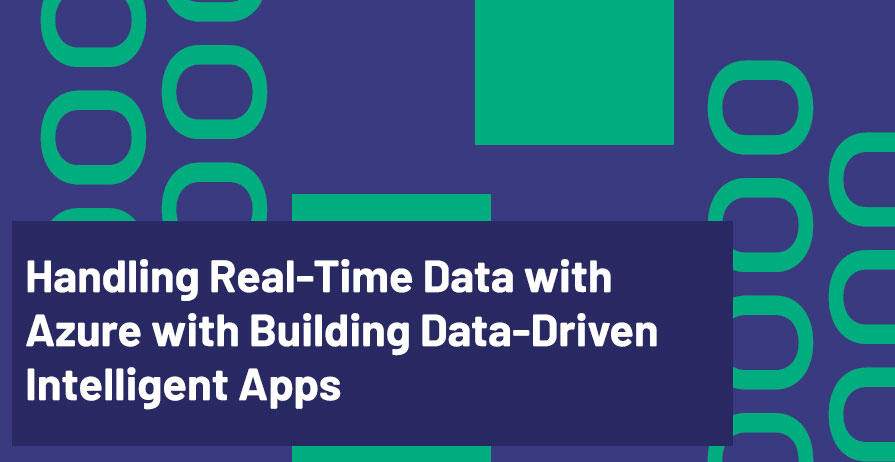 Handling Real-Time Data with
Azure with Building Data-Driven
Intelligent Apps